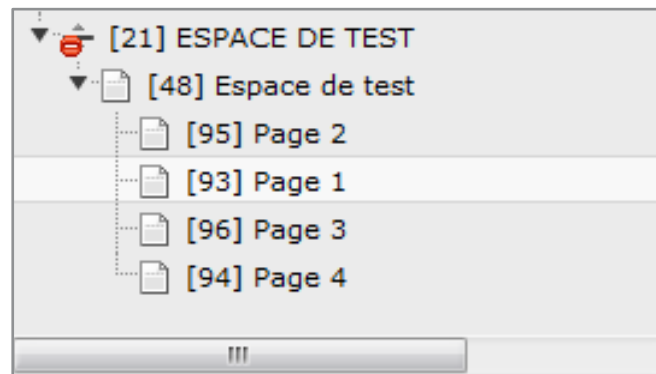 [21] ESPACE DE TEST
[48] Espace de test
[95] Page 2
[93] Page 1
[96] Page 3
[94] Page 4